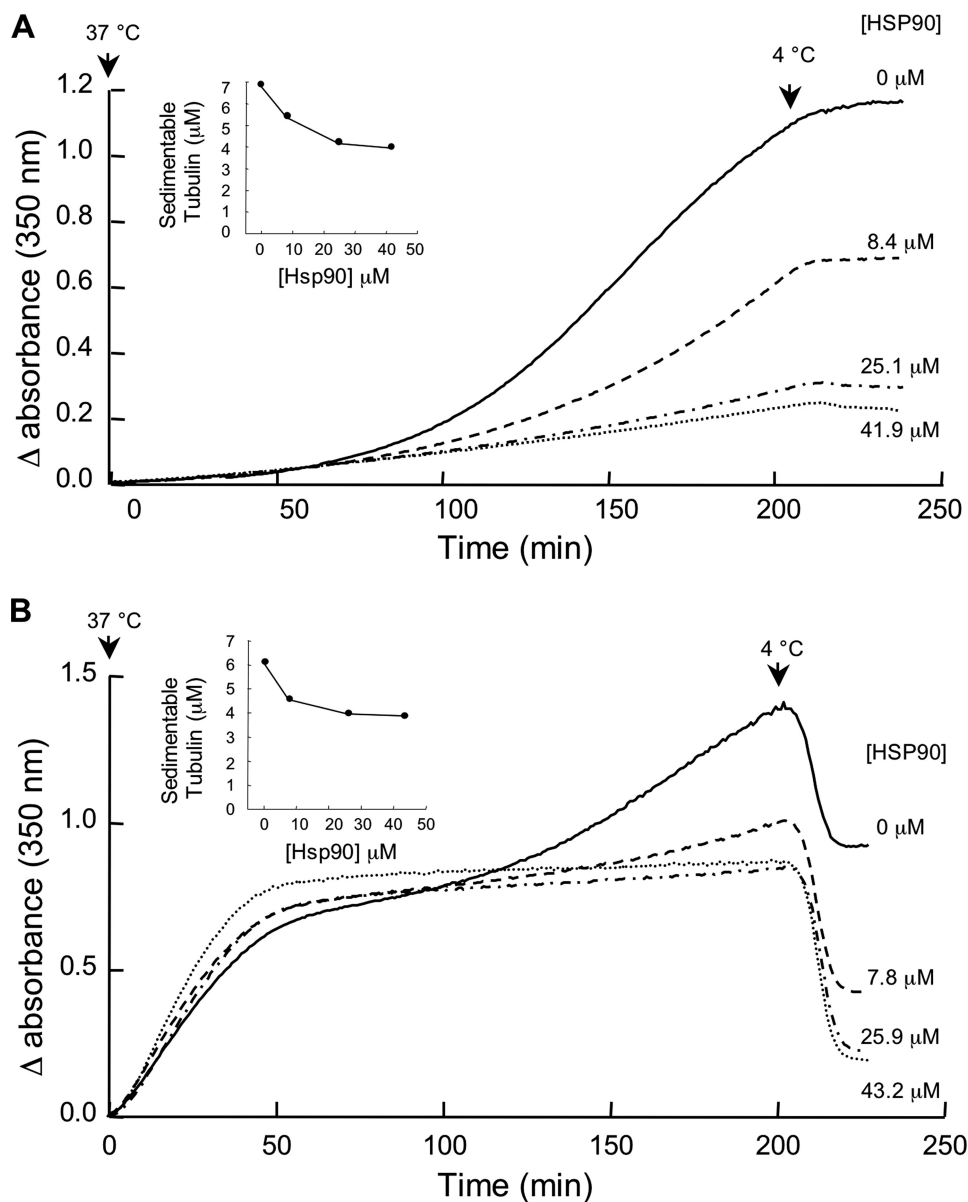 A
37 °C
[HSP90]
4 °C
0 μM
1.2
1.0
0.8
0.6
0.4
0.2
0.0
Δ absorbance (350 nm)
7
6
5
4
3
2
1
0
Sedimentable
Tubulin (μM)
0 10 20 30 40 50
[Hsp90] μM
8.4 μM
25.1 μM
41.9 μM
0 50 100 150 200 250
Time (min)
B
37 °C
4 °C
1.5
1.0
0.5
0.0
Δ absorbance (350 nm)
7
6
5
4
3
2
1
0
Sedimentable
Tubulin (μM)
0 10 20 30 40 50
[Hsp90] μM
[HSP90]
0 μM
7.8 μM
25.9 μM
43.2 μM
0 50 100 150 200 250
Time (min)